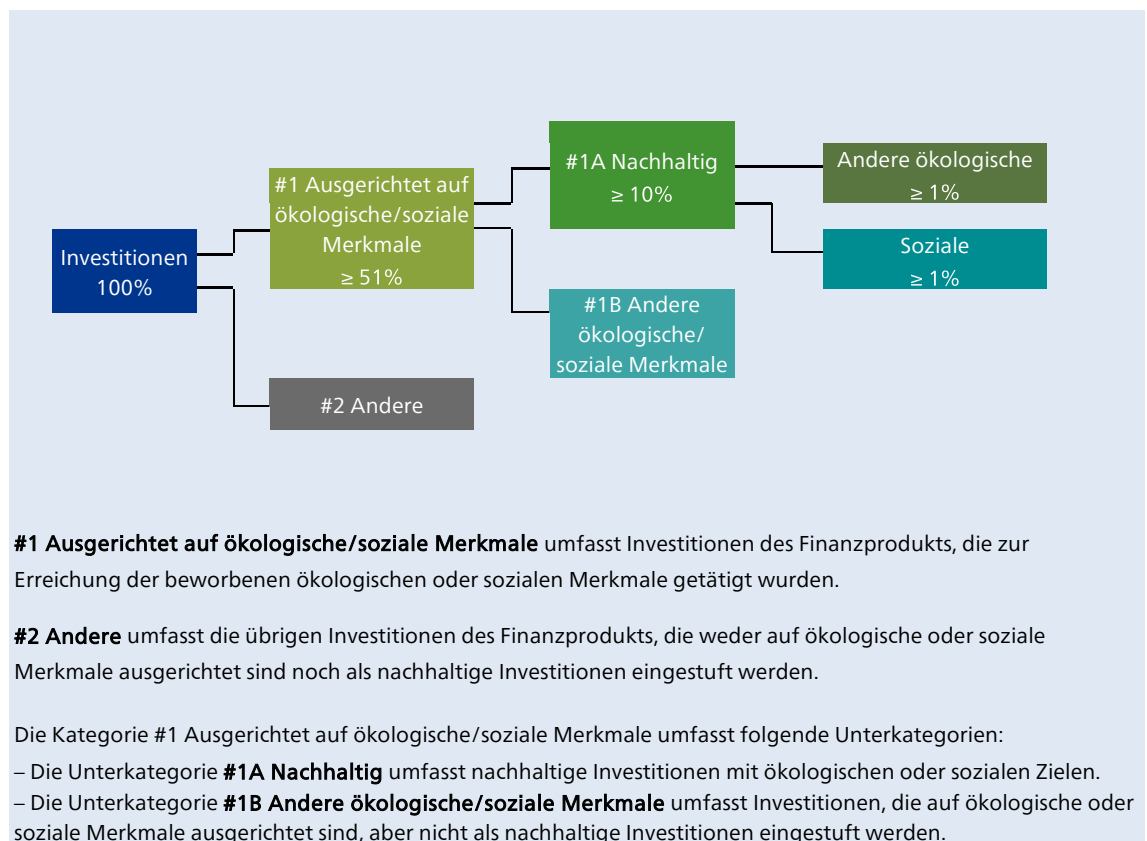 Investitionen
100%
#1 Ausgerichtet auf
ökologische/soziale
Merkmale
≥ 51%
#2 Andere
#1A Nachhaltig
≥ 10%
#1B Andere
ökologische/
soziale Merkmale
Andere ökologische
≥ 1%
Soziale
≥ 1%
#1 Ausgerichtet auf ökologische/soziale Merkmale umfasst Investitionen des Finanzprodukts, die zur
Erreichung der beworbenen ökologischen oder sozialen Merkmale getätigt wurden.
#2 Andere umfasst die übrigen Investitionen des Finanzprodukts, die weder auf ökologische oder soziale
Merkmale ausgerichtet sind noch als nachhaltige Investitionen eingestuft werden.
Die Kategorie #1 Ausgerichtet auf ökologische/soziale Merkmale umfasst folgende Unterkategorien:
– Die Unterkategorie #1A Nachhaltig umfasst nachhaltige Investitionen mit ökologischen oder sozialen Zielen.
– Die Unterkategorie #1B Andere ökologische/soziale Merkmale umfasst Investitionen, die auf ökologische oder
soziale Merkmale ausgerichtet sind, aber nicht als nachhaltige Investitionen eingestuft werden.